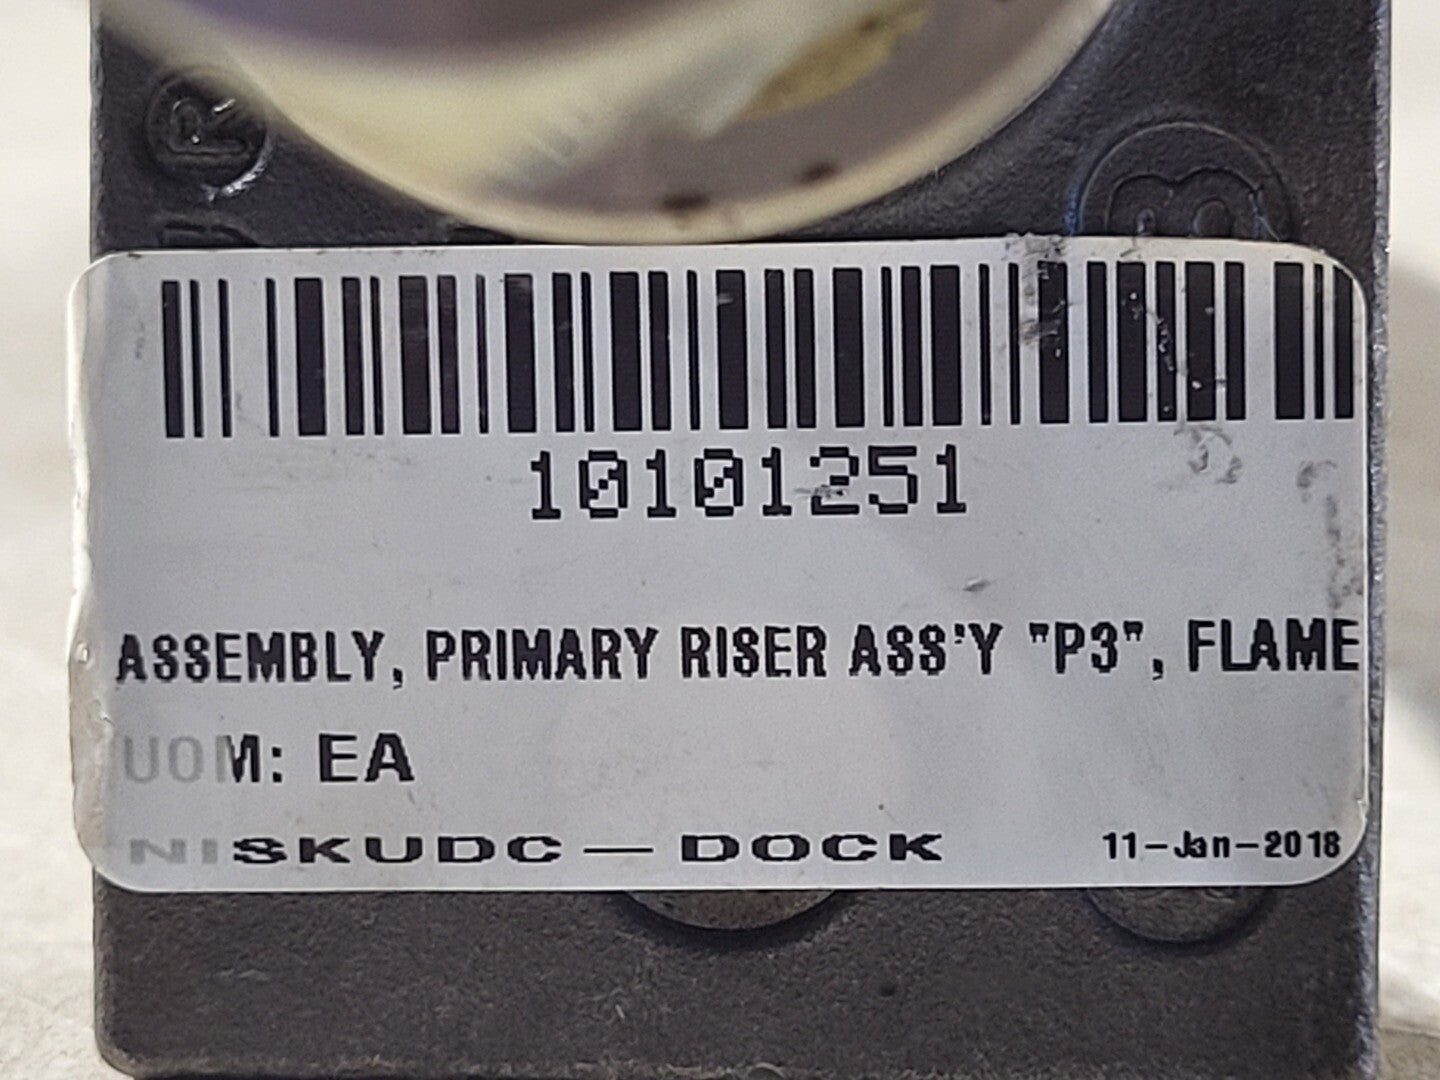 R
B
10101251
ASSEMBLY, PRIMARY RISER ASS'Y "P3", FLAME
UOM: EA
NISKUDC — DOCK
11-Jan-2018